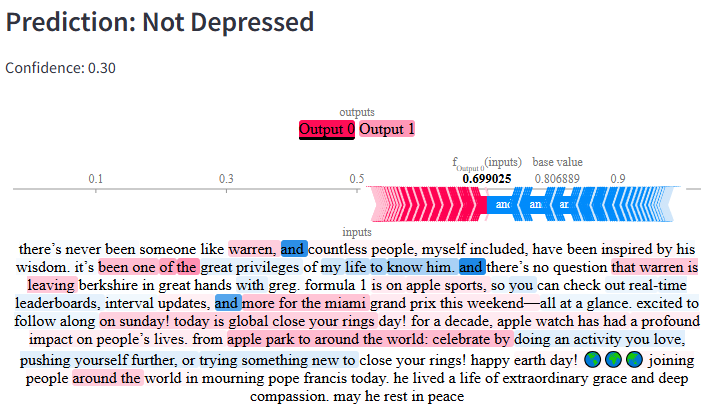 Prediction: Not Depressed
Confidence: 0.30
outputs
Output 0 Output 1
f Output 0 (inputs) base value
0.1 0.3 0.5 0.699025 0.806889 0.9
and an ar
inputs
there's never been someone like warren, and countless people, myself included, have been inspired by his
wisdom. it's been one of the great privileges of my life to know him. and there's no question that warren is
leaving berkshire in great hands with greg. formula 1 is on apple sports, so you can check out real-time
leaderboards, interval updates, and more for the miami grand prix this weekend—all at a glance. excited to
follow along on sunday! today is global close your rings day! for a decade, apple watch has had a profound
impact on people's lives. from apple park to around the world: celebrate by doing an activity you love,
pushing yourself further, or trying something new to close your rings! happy earth day! 🌎🌍🌏 joining
people around the world in mourning pope francis today. he lived a life of extraordinary grace and deep
compassion. may he rest in peace